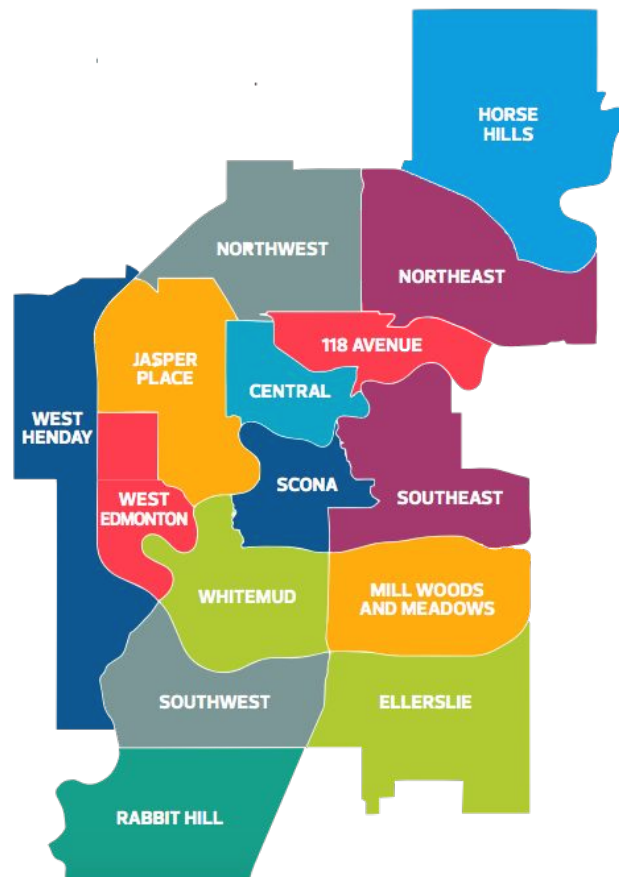 HORSE
HILLS
NORTHWEST
NORTHEAST
118 AVENUE
JASPER
PLACE
CENTRAL
WEST
HENDAY
SCONA
WEST
EDMONTON
SOUTHEAST
WHITEMUD
MILL WOODS
AND MEADOWS
SOUTHWEST
ELLERSLIE
RABBIT HILL